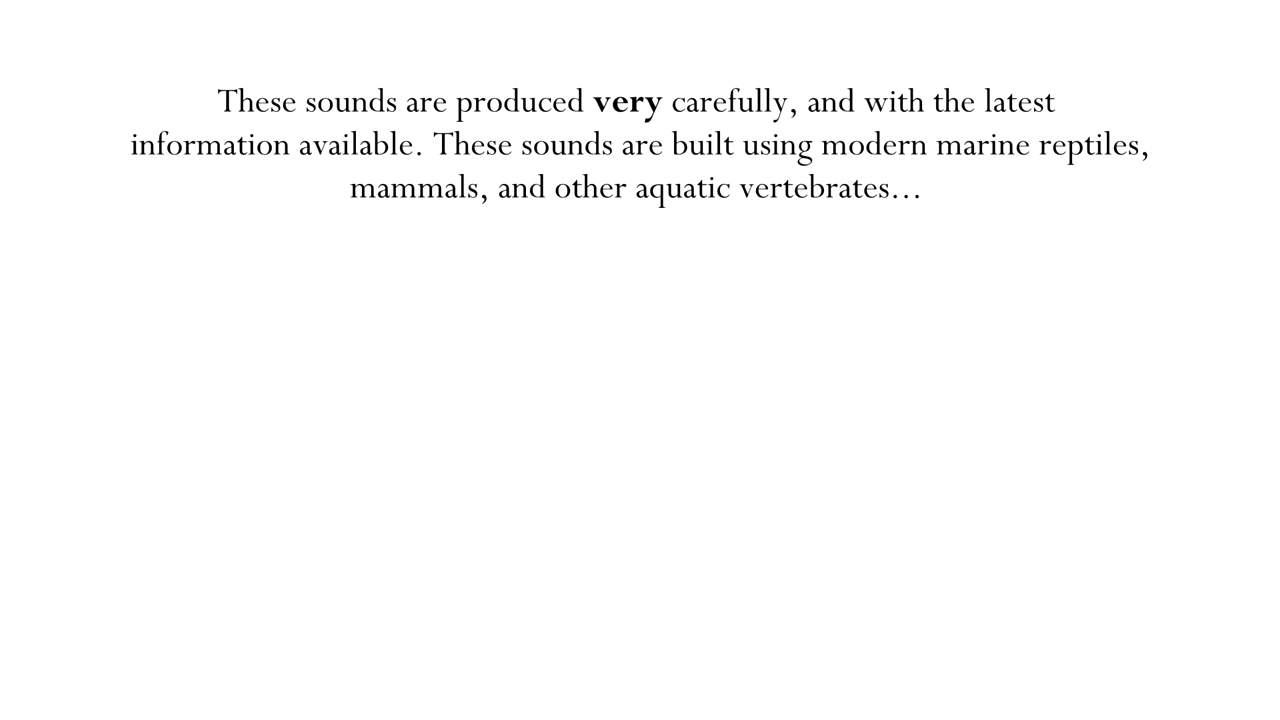 These sounds are produced very carefully, and with the latest
information available. These sounds are built using modern marine reptiles,
mammals, and other aquatic vertebrates...